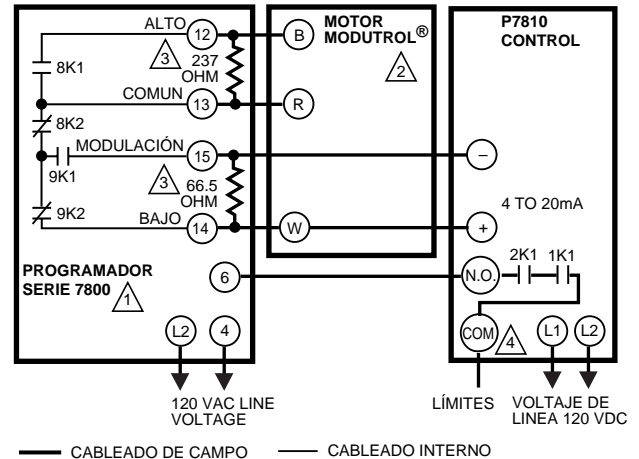 ALTO
12
B
MOTOR
MODUTROL®
P7810
CONTROL
8K1
3
237
OHM
2
COMUN
13
R
8K2
MODULACIÓN
15
–
9K1
3
66.5
OHM
4 TO 20mA
9K2
BAJO
14
W
+
2K1
1K1
PROGRAMADOR
SERIE 7800
1
6
N.O.
L2
4
COM
4
L1
L2
120 VAC LINE
VOLTAGE
LÍMITES
VOLTAJE DE
LINEA 120 VDC
CABLEADO DE CAMPO
CABLEADO INTERNO